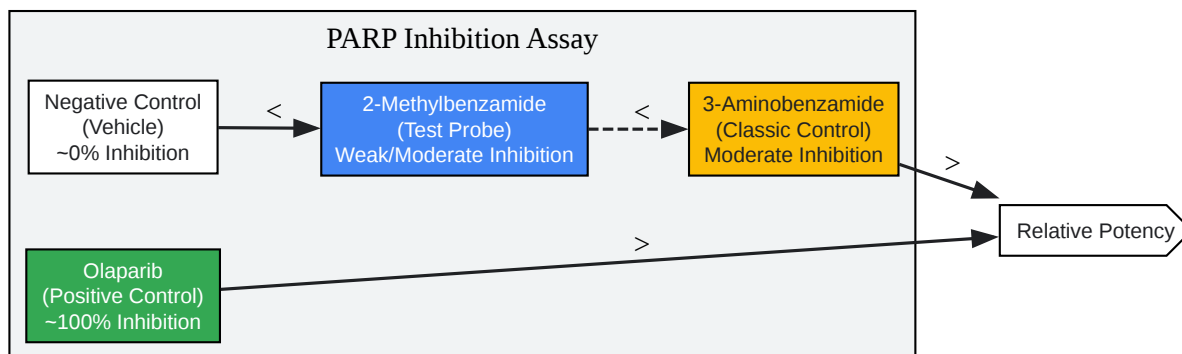 PARP Inhibition Assay
Negative Control
(Vehicle)
~0% Inhibition
<
2-Methylbenzamide
(Test Probe)
Weak/Moderate Inhibition
<
3-Aminobenzamide
(Classic Control)
Moderate Inhibition
>
Relative Potency
Olaparib
(Positive Control)
~100% Inhibition
>